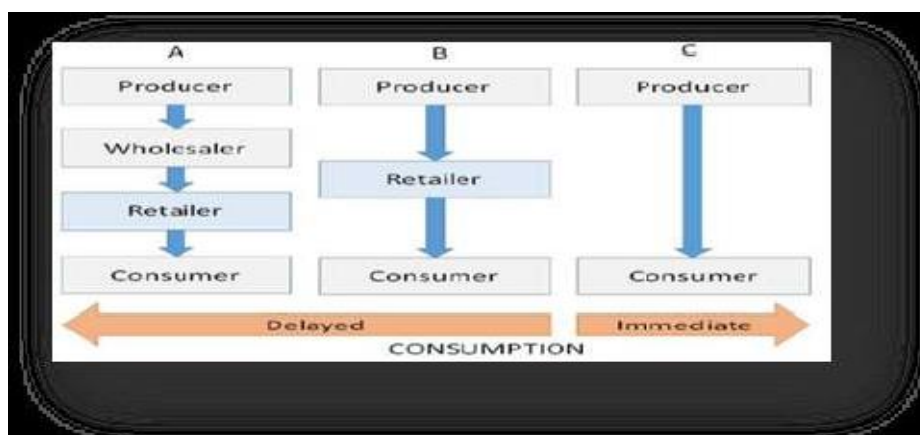 A B C
Producer Producer Producer
Wholesaler
Retailer
Retailer
Consumer Consumer Consumer
Delayed Immediate
CONSUMPTION